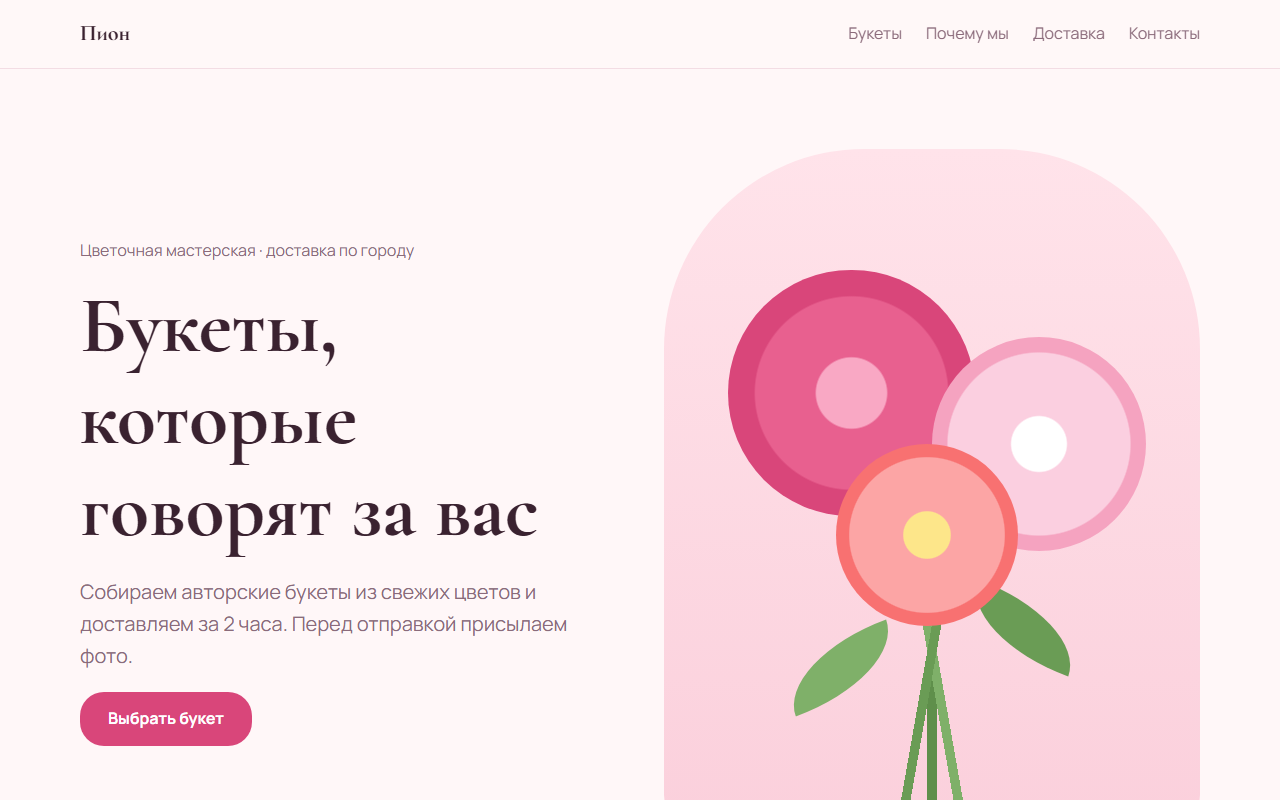 Пион
Букеты Почему мы Доставка Контакты
Цветочная мастерская · доставка по городу
Букеты,
которые
говорят за вас
Собираем авторские букеты из свежих цветов и
доставляем за 2 часа. Перед отправкой присылаем
фото.
Выбрать букет